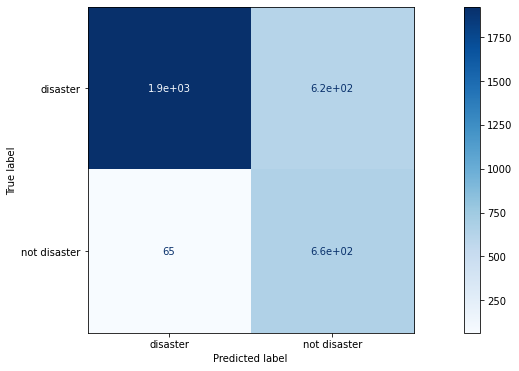 disaster
1.9e+03 6.2e+02
not disaster
65 6.6e+02
disaster not disaster
Predicted label
True label
1750
1500
1250
1000
750
500
250